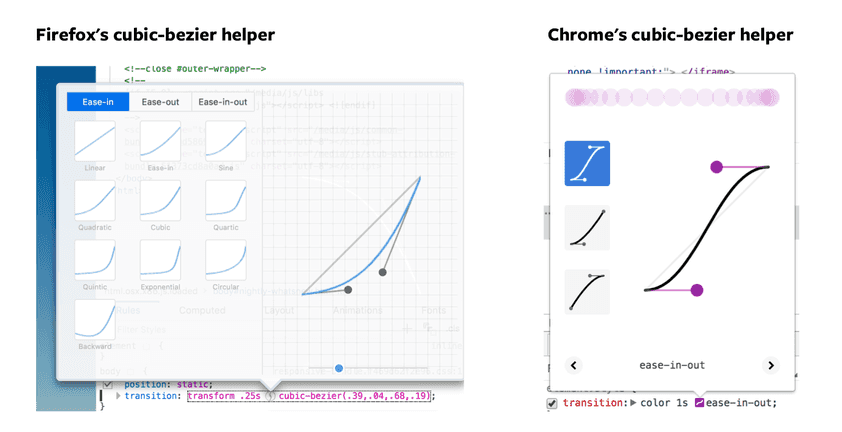 Firefox's cubic-bezier helper
Chrome's cubic-bezier helper
<!--close #outer-wrapper-->
<!--
Ease-in Ease-out Ease-in-out
Linear Ease-in Sine
Quadratic Cubic Quartic
Quintic Exponential Circular
Backward
Rules Computed Layout Animations Fonts
position: static;
transition: transform .25s cubic-bezier(.39,.04,.68,.19);
}
none !important;"> </iframe>
ease-in-out
transition: color 1s ease-in-out;
}